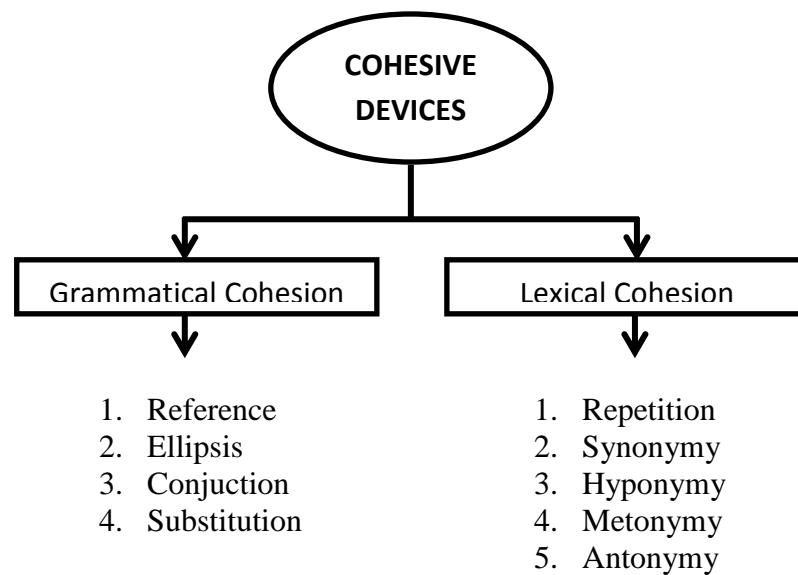 COHESIVE
DEVICES
Grammatical Cohesion
Lexical Cohesion
1. Reference
2. Ellipsis
3. Conjuction
4. Substitution
1. Repetition
2. Synonymy
3. Hyponymy
4. Metonymy
5. Antonymy